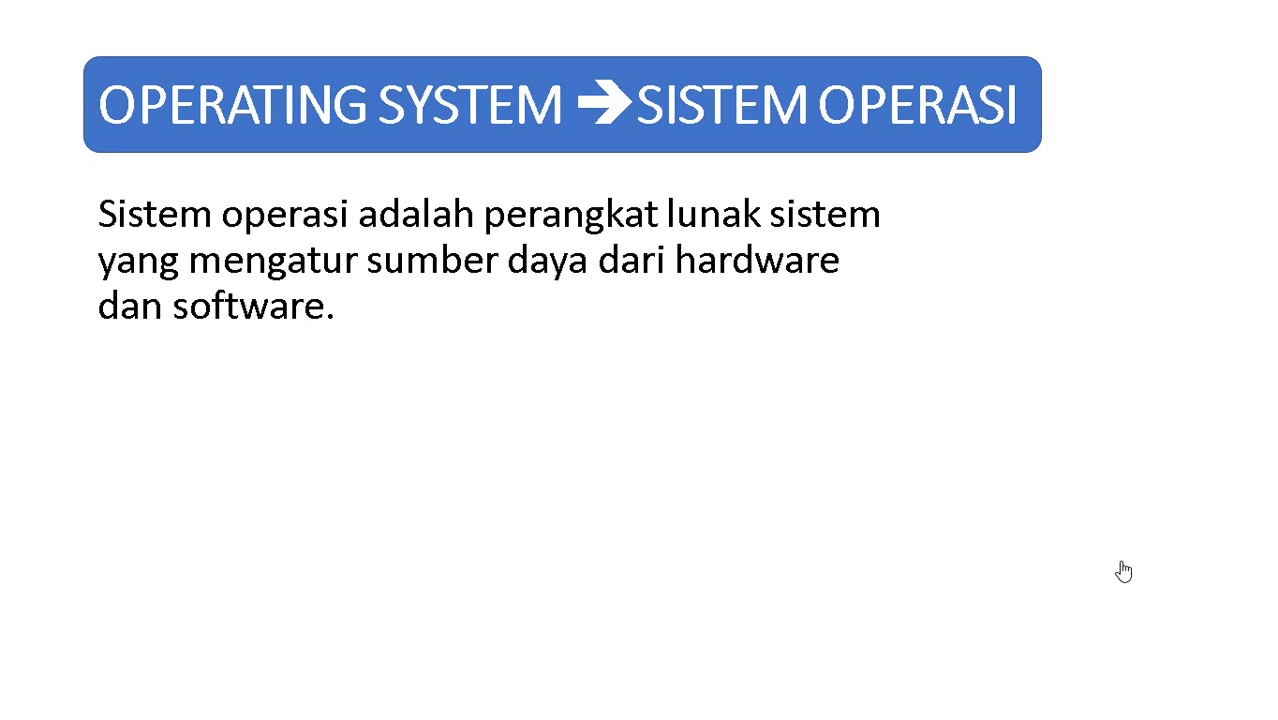 OPERATING SYSTEM ➔SISTEM OPERASI
Sistem operasi adalah perangkat lunak sistem
yang mengatur sumber daya dari hardware
dan software.